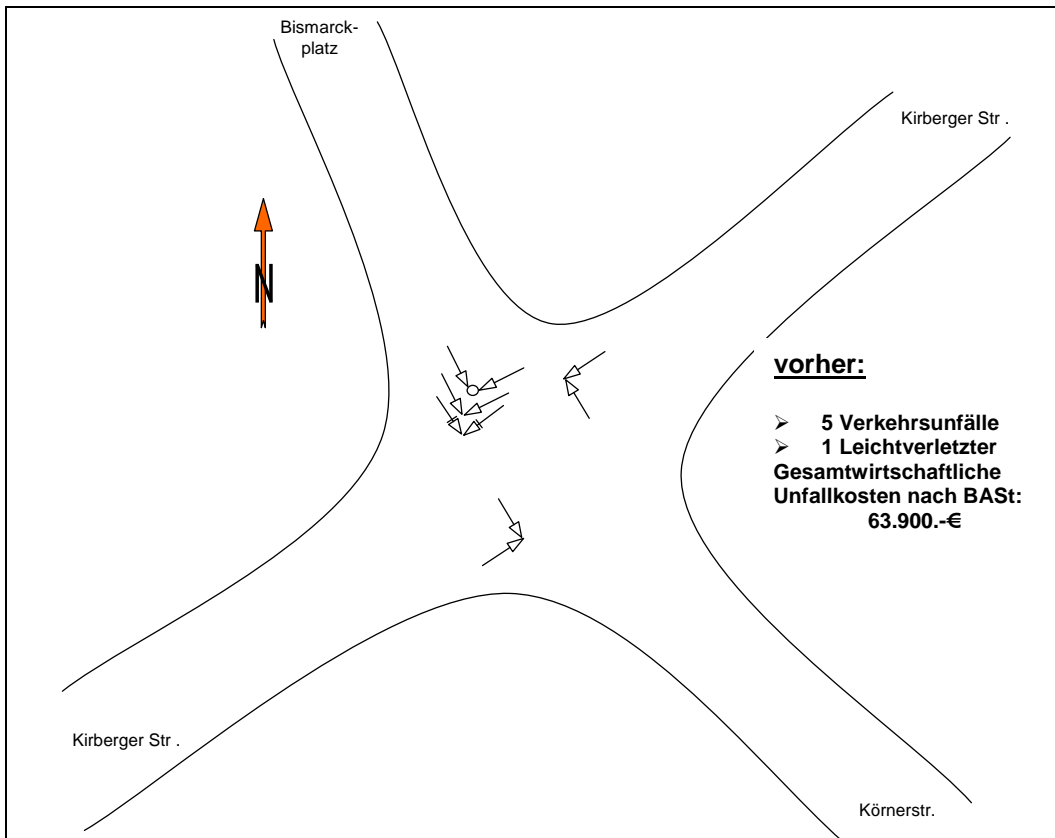 Bismarck-
platz
Kirberger Str .
N
vorher:
➢ 5 Verkehrsunfälle
➢ 1 Leichtverletzter
Gesamtwirtschaftliche
Unfallkosten nach BASt:
63.900.-€
Kirberger Str .
Körnerstr.